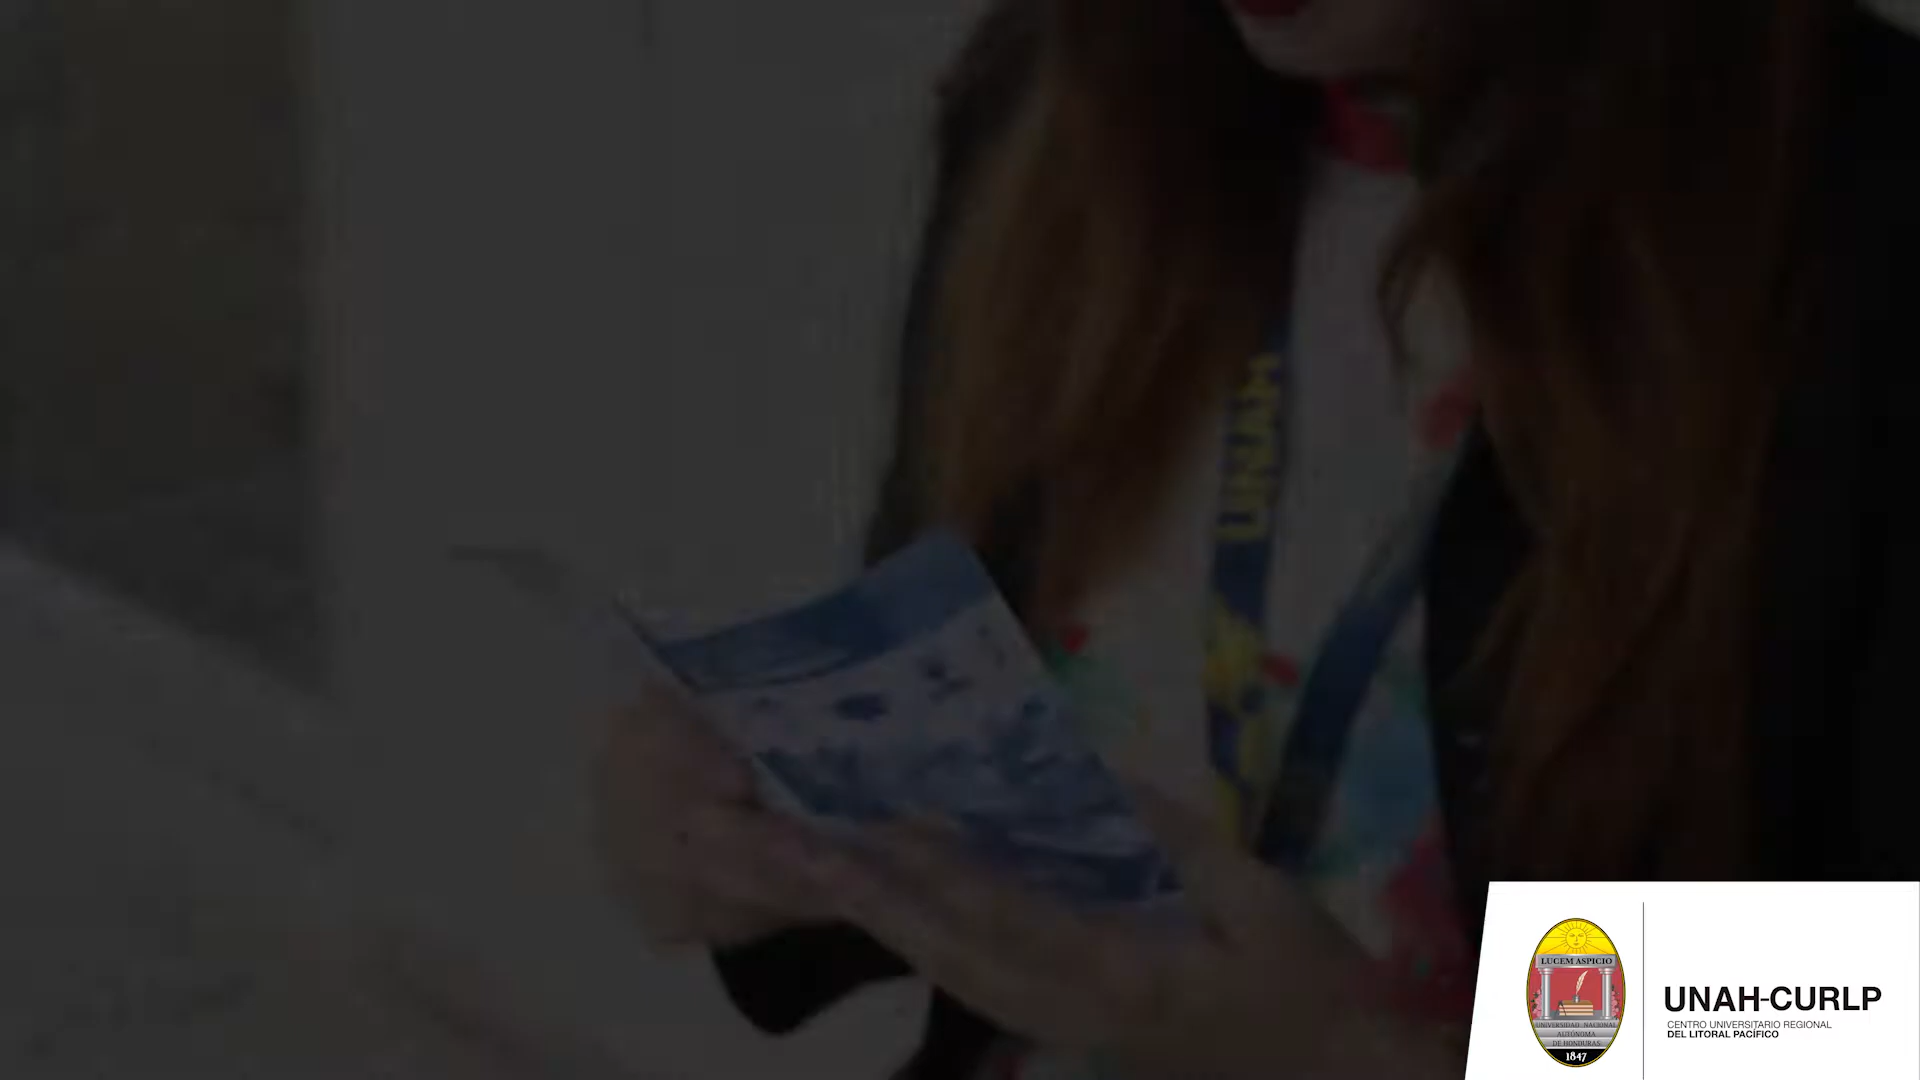 UNAH
LUCEM ASPICIO
UNIVERSIDAD NACIONAL
AUTÓNOMA
DE HONDURAS
1847
UNAH-CURLP
CENTRO UNIVERSITARIO REGIONAL
DEL LITORAL PACÍFICO